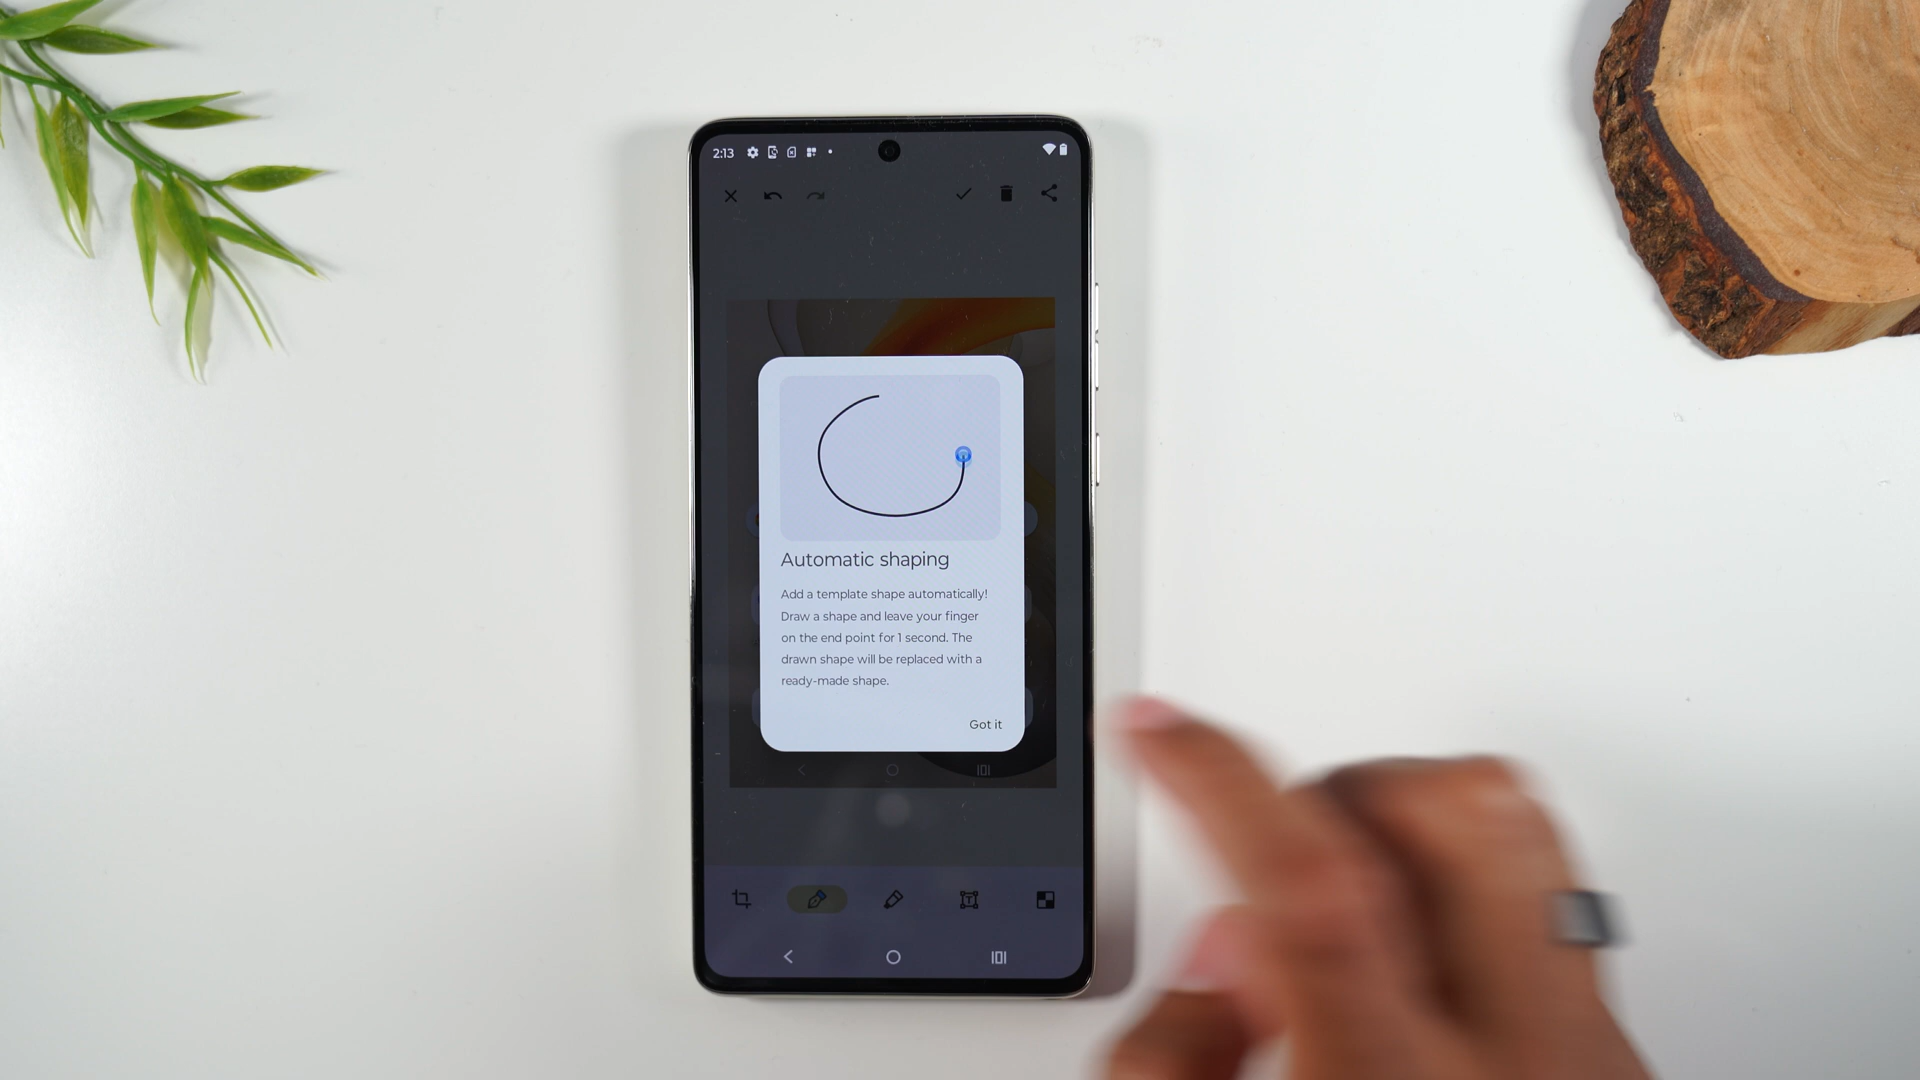 2:13
Automatic shaping
Add a template shape automatically!
Draw a shape and leave your finger
on the end point for 1 second. The
drawn shape will be replaced with a
ready-made shape.
Got it